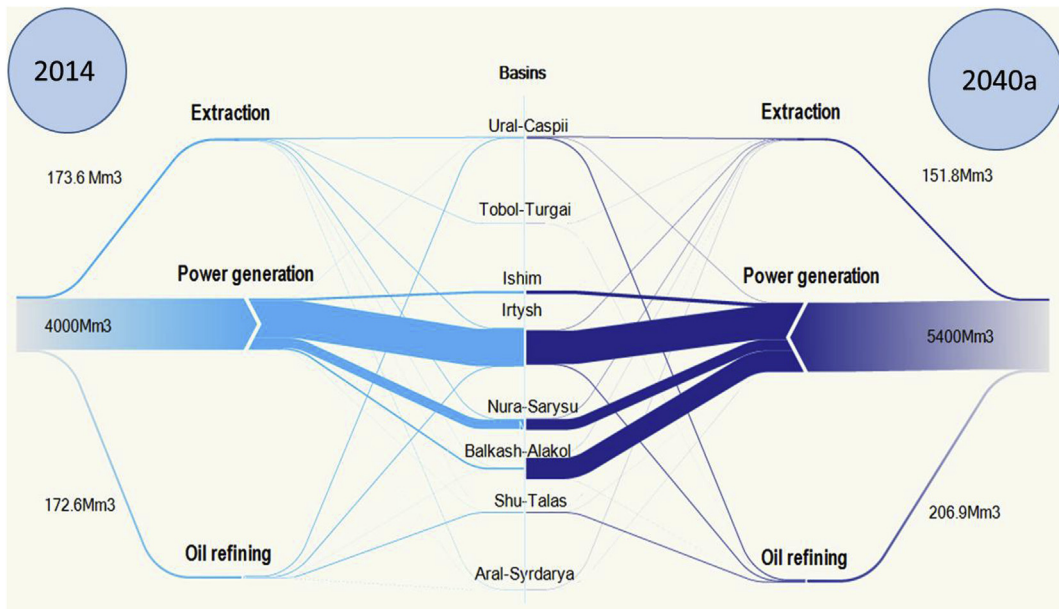 2014
2040a
Basins
Extraction
Extraction
Ural-Caspii
173.6 Mm3
151.8Mm3
Tobol-Turgai
Power generation
Ishim
Power generation
Irtysh
4000Mm3
5400Mm3
Nura-Sarysu
Balkash-Alakol
Shu-Talas
172.6Mm3
206.9Mm3
Oil refining
Oil refining
Aral-Syrdarya